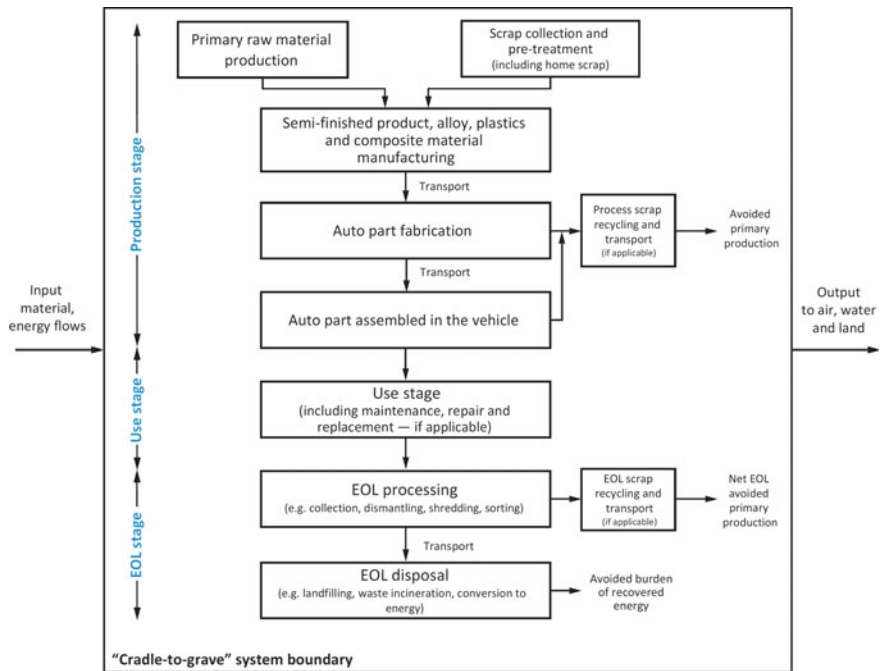 Primary raw material
production
Scrap collection and
pre-treatment
(including home scrap)
Semi-finished product, alloy, plastics
and composite material
manufacturing
Transport
Production stage
Auto part fabrication
Process scrap
recycling and
transport
(if applicable)
Avoided
primary
production
Transport
Input
material,
energy flows
Auto part assembled in the vehicle
Output
to air, water
and land
Use stage
Use stage
(including maintenance, repair and
replacement — if applicable)
EOL stage
EOL processing
(e.g. collection, dismantling, shredding, sorting)
EOL scrap
recycling and
transport
(if applicable)
Net EOL
avoided
primary
production
Transport
EOL disposal
(e.g. landfilling, waste incineration, conversion to
energy)
Avoided burden
of recovered
energy
“Cradle-to-grave” system boundary